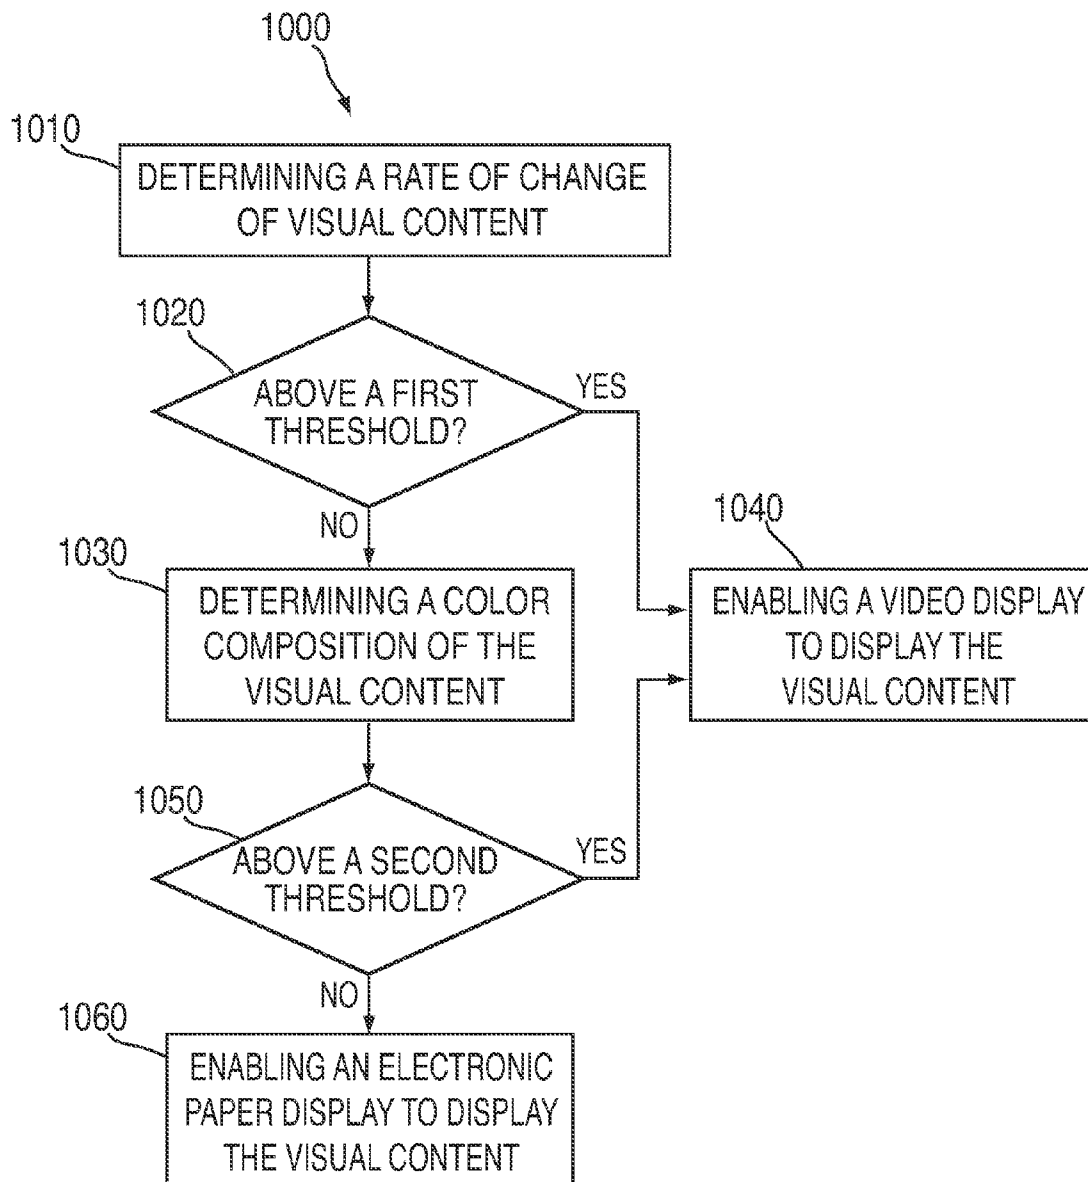 1000
1010
DETERMINING A RATE OF CHANGE
OF VISUAL CONTENT
1020
ABOVE A FIRST
THRESHOLD?
YES
NO
1030
DETERMINING A COLOR
COMPOSITION OF THE
VISUAL CONTENT
1040
ENABLING A VIDEO DISPLAY
TO DISPLAY THE
VISUAL CONTENT
1050
ABOVE A SECOND
THRESHOLD?
YES
NO
1060
ENABLING AN ELECTRONIC
PAPER DISPLAY TO DISPLAY
THE VISUAL CONTENT